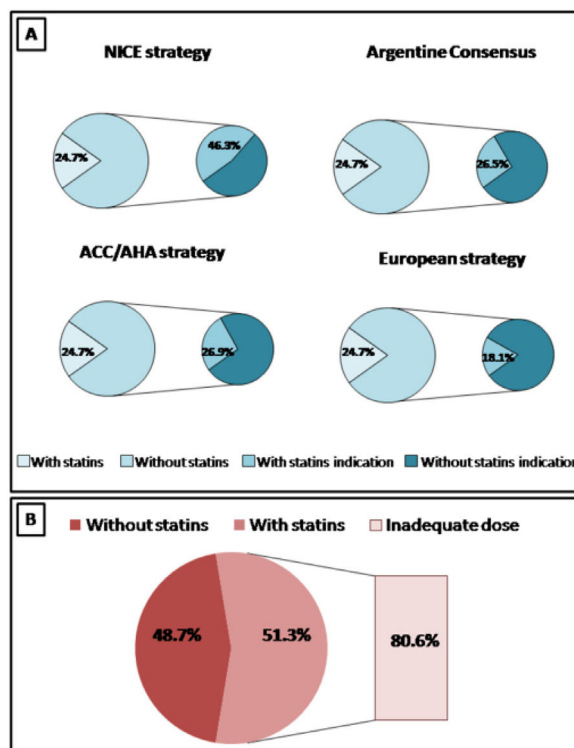 A
NICE strategy
Argentine Consensus
24.7%
46.3%
24.7%
26.5%
ACC/AHA strategy
European strategy
24.7%
26.9%
24.7%
18.1%
With statins
Without statins
With statins indication
Without statins indication
B
Without statins
With statins
Inadequate dose
48.7%
51.3%
80.6%